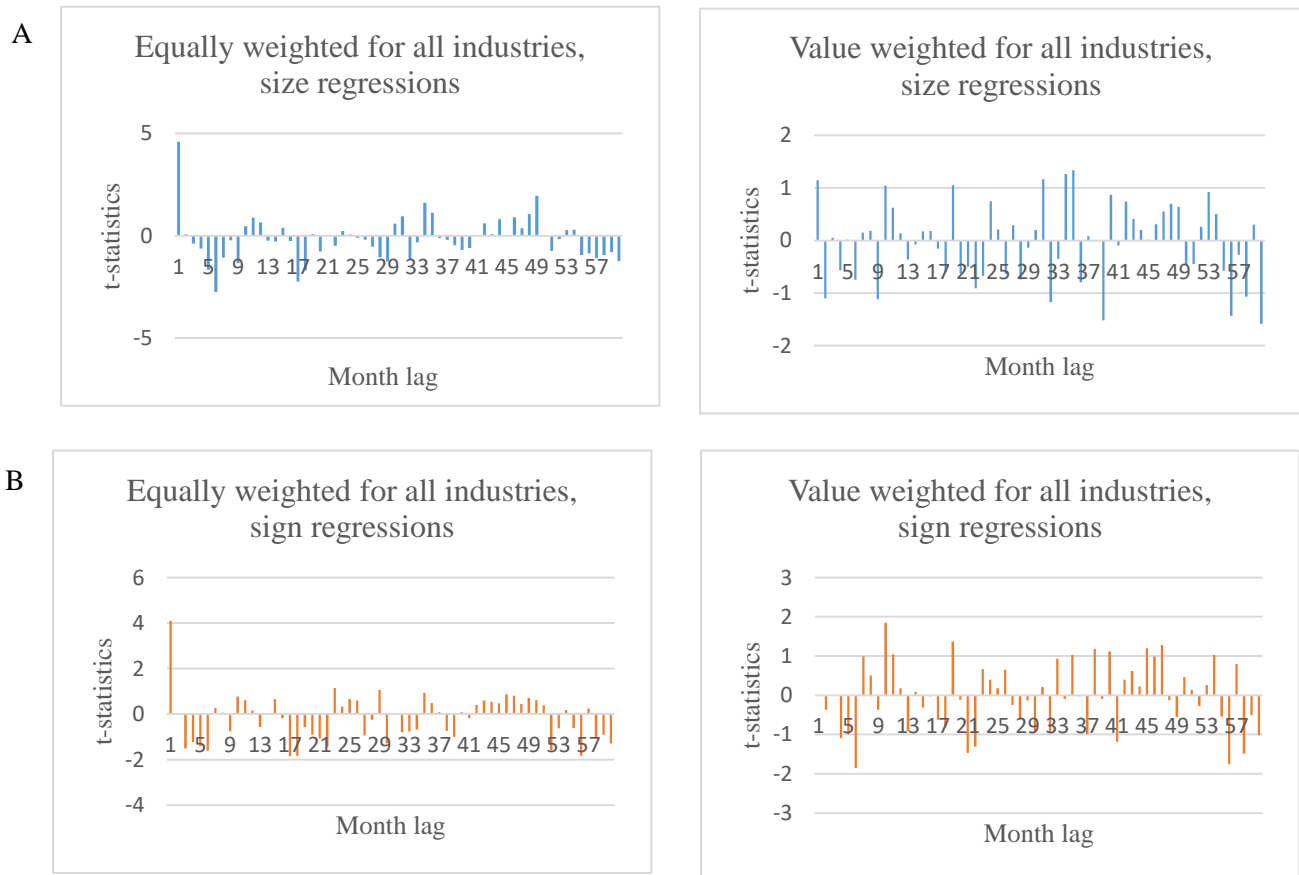 A
Equally weighted for all industries,
size regressions
5
0
-5
t-statistics
1 5 9 13 17 21 25 29 33 37 41 45 49 53 57
Month lag
Value weighted for all industries,
size regressions
2
1
0
-1
-2
t-statistics
1 5 9 13 17 21 25 29 33 37 41 45 49 53 57
Month lag
B
Equally weighted for all industries,
sign regressions
6
4
2
0
-2
-4
t-statistics
1 5 9 13 17 21 25 29 33 37 41 45 49 53 57
Month lag
Value weighted for all industries,
sign regressions
3
2
1
0
-1
-2
-3
t-statistics
1 5 9 13 17 21 25 29 33 37 41 45 49 53 57
Month lag